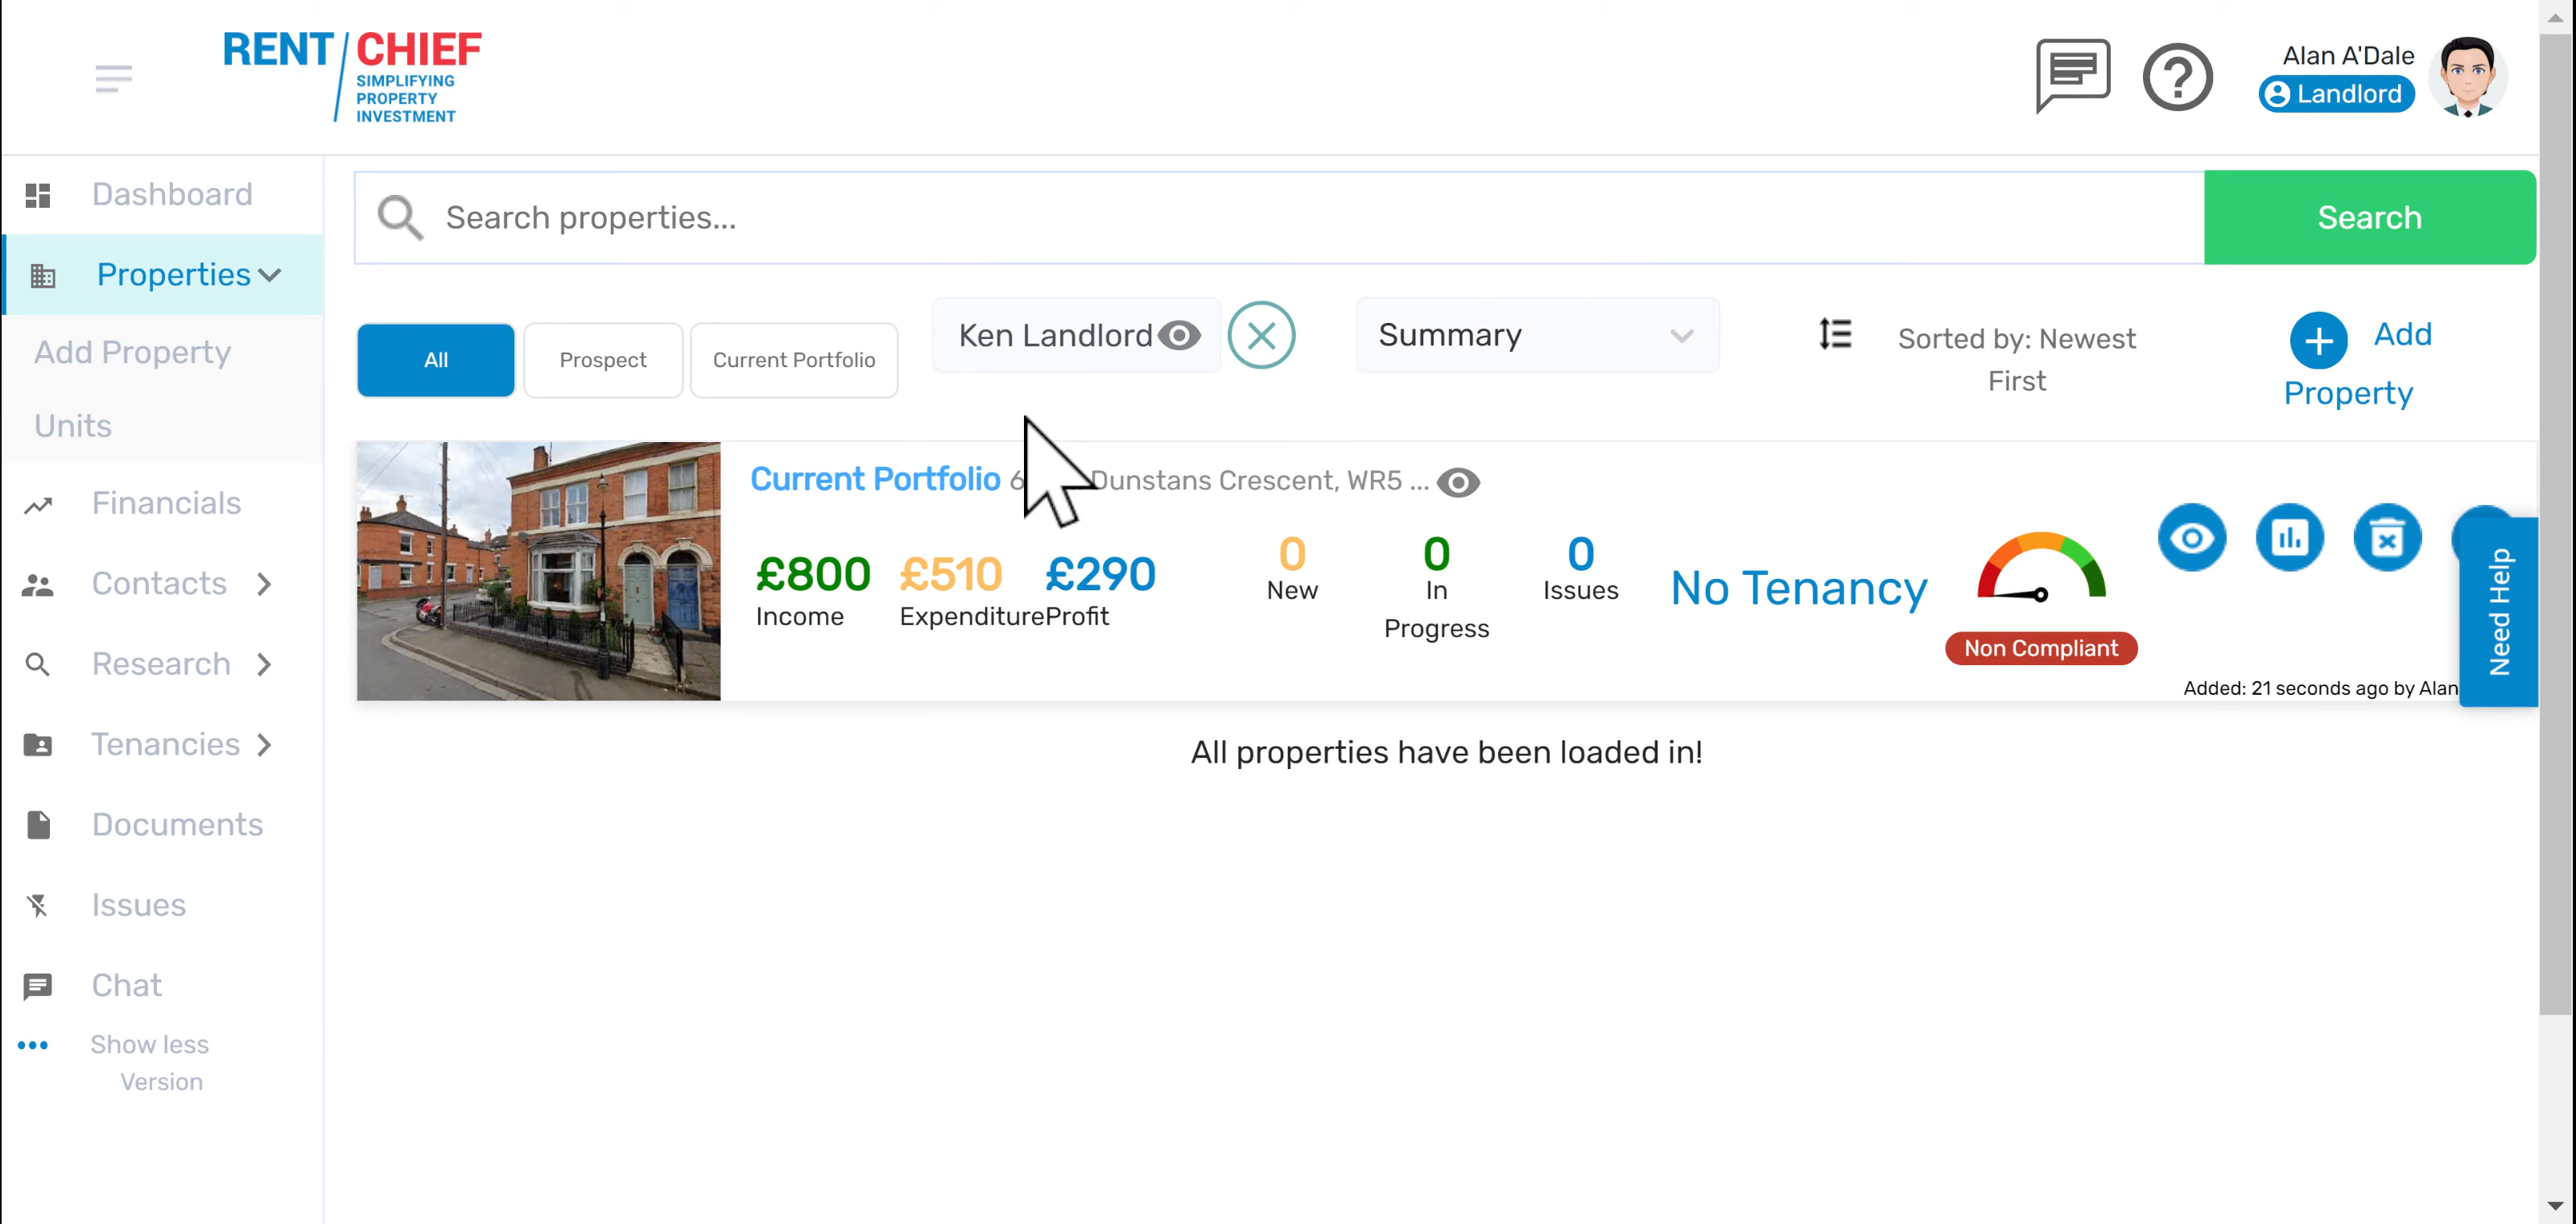 RENT CHIEF
SIMPLIFYING
PROPERTY
INVESTMENT
Alan A'Dale
Landlord
Dashboard
Properties
Add Property
Units
Financials
Contacts
Research
Tenancies
Documents
Issues
Chat
Show less
Version
Search properties...
Search
All
Prospect
Current Portfolio
Ken Landlord
Summary
Sorted by: Newest
First
Add
Property
Current Portfolio Dunstans Crescent, WR5 ...
£800 £510 £290
Income ExpenditureProfit
0 0 0
New In Issues
Progress
No Tenancy
Non Compliant
Added: 21 seconds ago by Alan
Need Help
All properties have been loaded in!